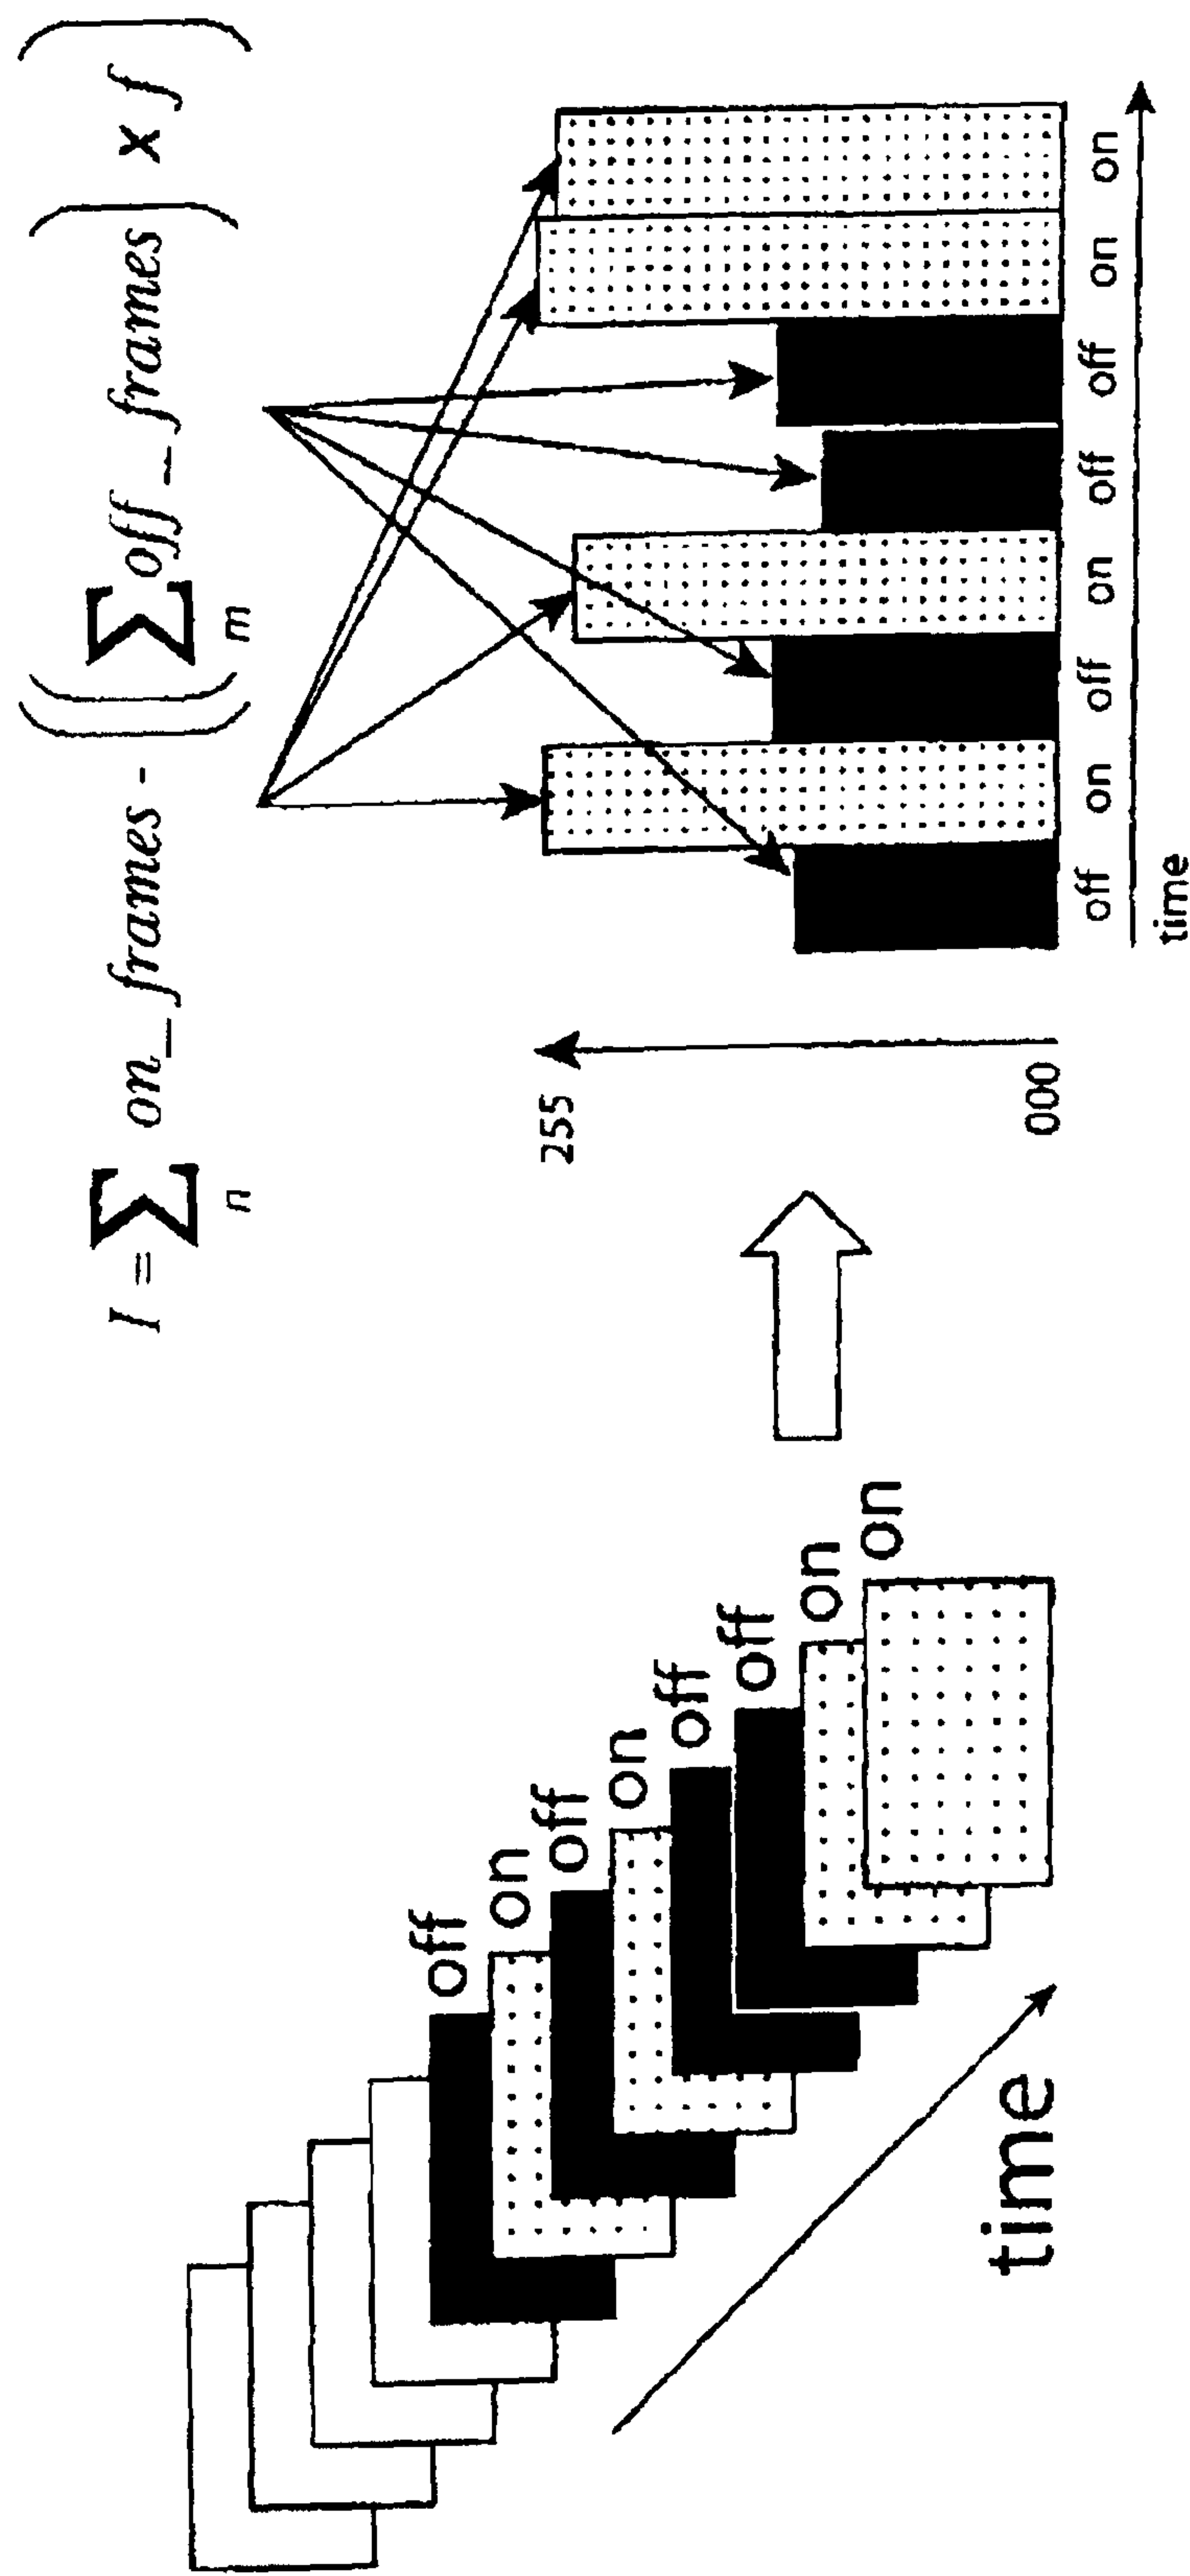 I = ∑ n on_frames - ( ( ∑ m off_frames ) x f )
255
000
off on off on off off on on
time
off
on
off
on
off
off
on
on
time